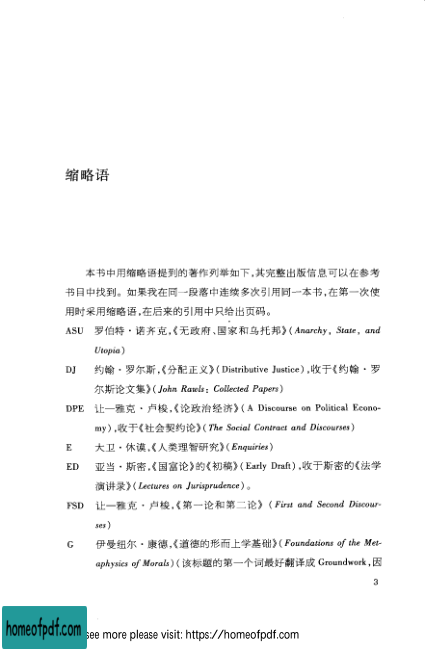 缩略语
本书中用缩略语提到的著作列举如下,其完整出版信息可以在参考
书目中找到。如果我在同一段落中连续多次引用同一本书,在第一次使
用时采用缩略语,在后来的引用中只给出页码。
ASU 罗伯特·诺齐克,《无政府、国家和乌托邦》(Anarchy, State, and
Utopia)
DJ 约翰·罗尔斯,《分配正义》(Distributive Justice),收于《约翰·罗
尔斯论文集》(John Rawls: Collected Papers)
DPE 让—雅克·卢梭,《论政治经济》(A Discourse on Political Econo-
my),收于《社会契约论》(The Social Contract and Discourses)
E 大卫·休谟,《人类理智研究》(Enquiries)
ED 亚当·斯密,《国富论》的《初稿》(Early Draft),收于斯密的《法学
演讲录》(Lectures on Jurisprudence)。
FSD 让—雅克·卢梭,《第一论和第二论》(First and Second Discour-
ses)
G 伊曼纽尔·康德,《道德的形而上学基础》(Foundations of the Met-
aphysics of Morals)(该标题的第一个词最好翻译成 Groundwork,因
3
homeofpdf.com
see more please visit: https://homeofpdf.com